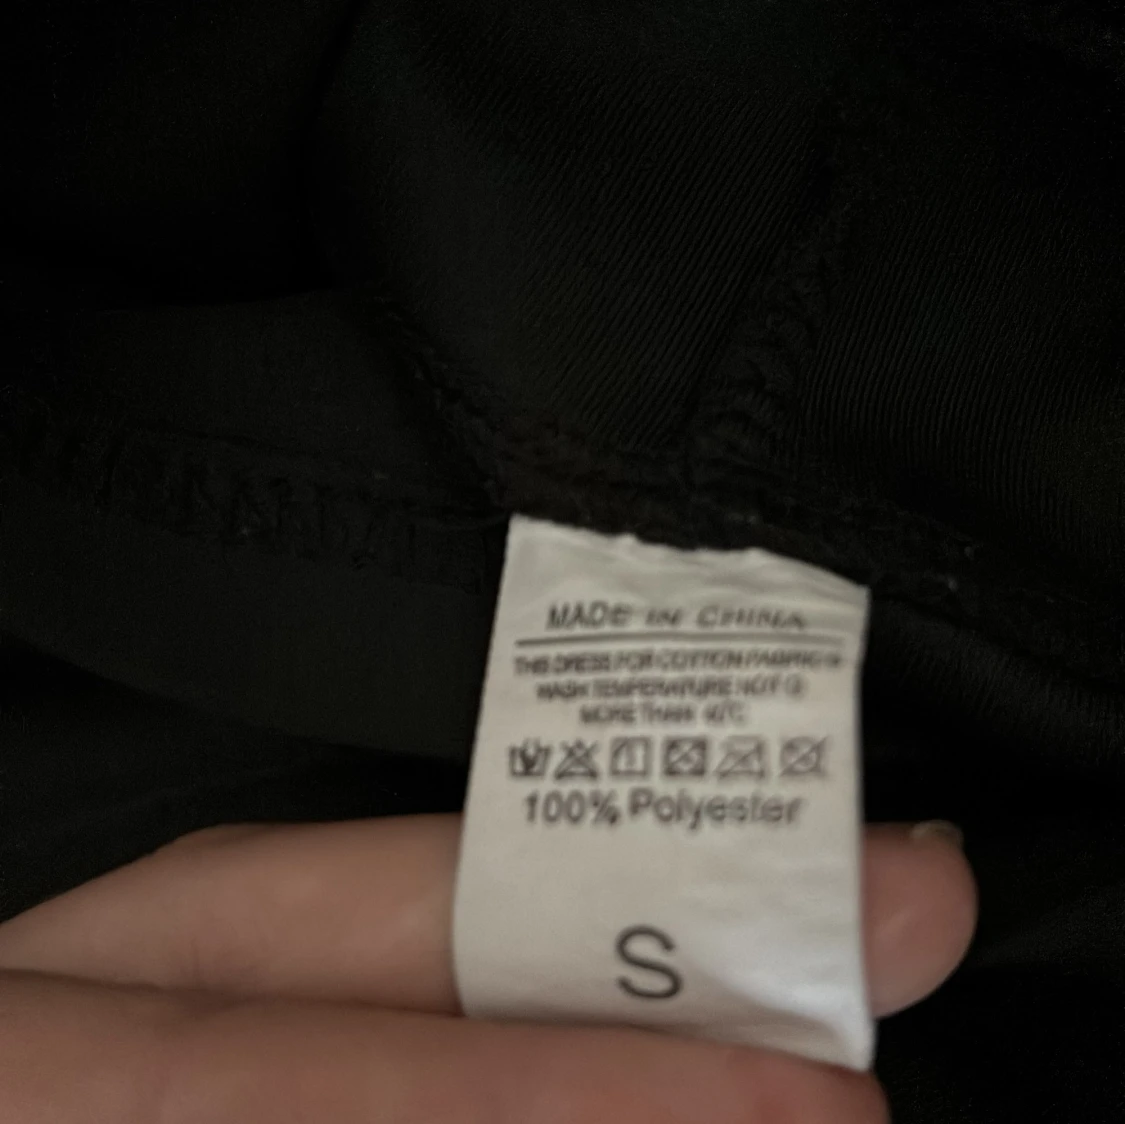 MADE IN CHINA
THIS DRESS FOR COTTON FABRIC
WASH TEMPERATURE NOT
MORE THAN 40℃
100% Polyester
S